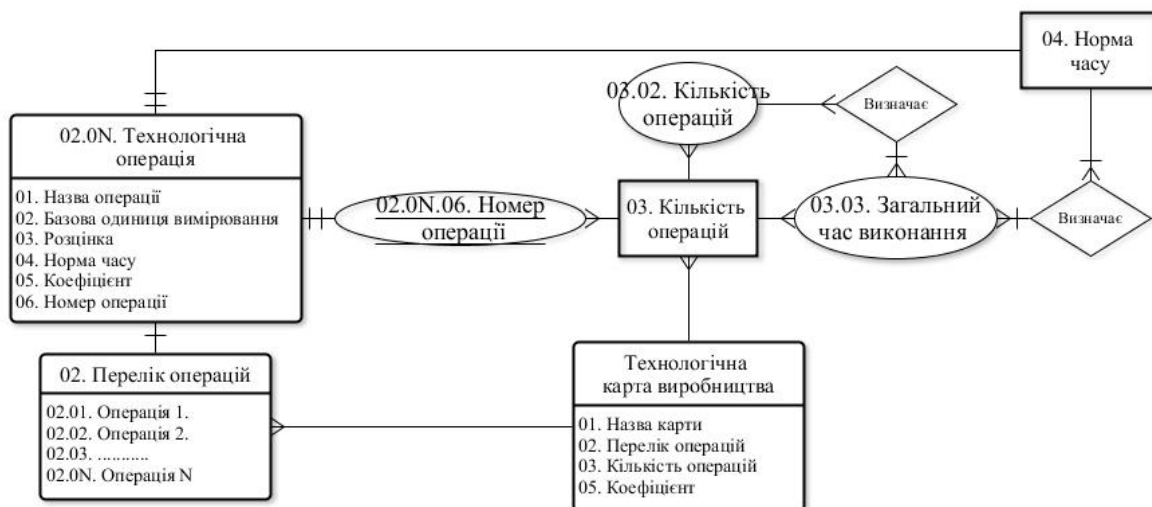 04. Норма
часу
03.02. Кількість
операцій
Визначає
02.0N. Технологічна
операція
01. Назва операції
02. Базова одиниця вимірювання
03. Розцінка
04. Норма часу
05. Коефіцієнт
06. Номер операції
02.0N.06. Номер
операції
03. Кількість
операцій
03.03. Загальний
час виконання
Визначає
02. Перелік операцій
02.01. Операція 1.
02.02. Операція 2.
02.03. ...........
02.0N. Операція N
Технологічна
карта виробництва
01. Назва карти
02. Перелік операцій
03. Кількість операцій
05. Коефіцієнт